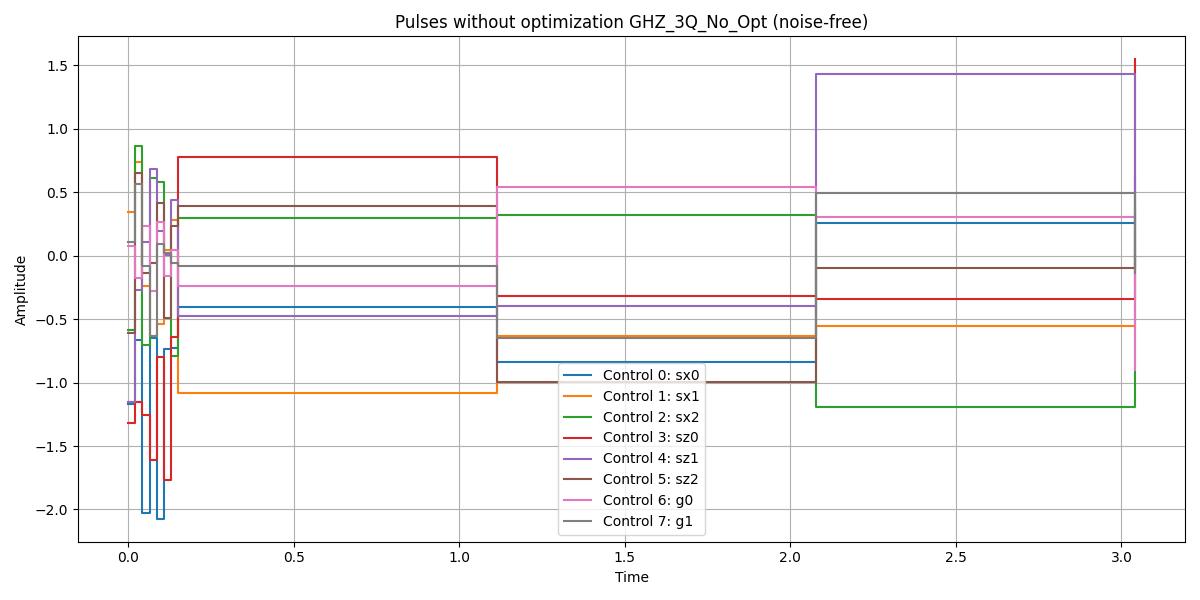 Pulses without optimization GHZ_3Q_No_Opt (noise-free)
1.5
1.0
0.5
0.0
−0.5
−1.0
−1.5
−2.0
Amplitude
Control 0: sx0
Control 1: sx1
Control 2: sx2
Control 3: sz0
Control 4: sz1
Control 5: sz2
Control 6: g0
Control 7: g1
0.0 0.5 1.0 1.5 2.0 2.5 3.0
Time